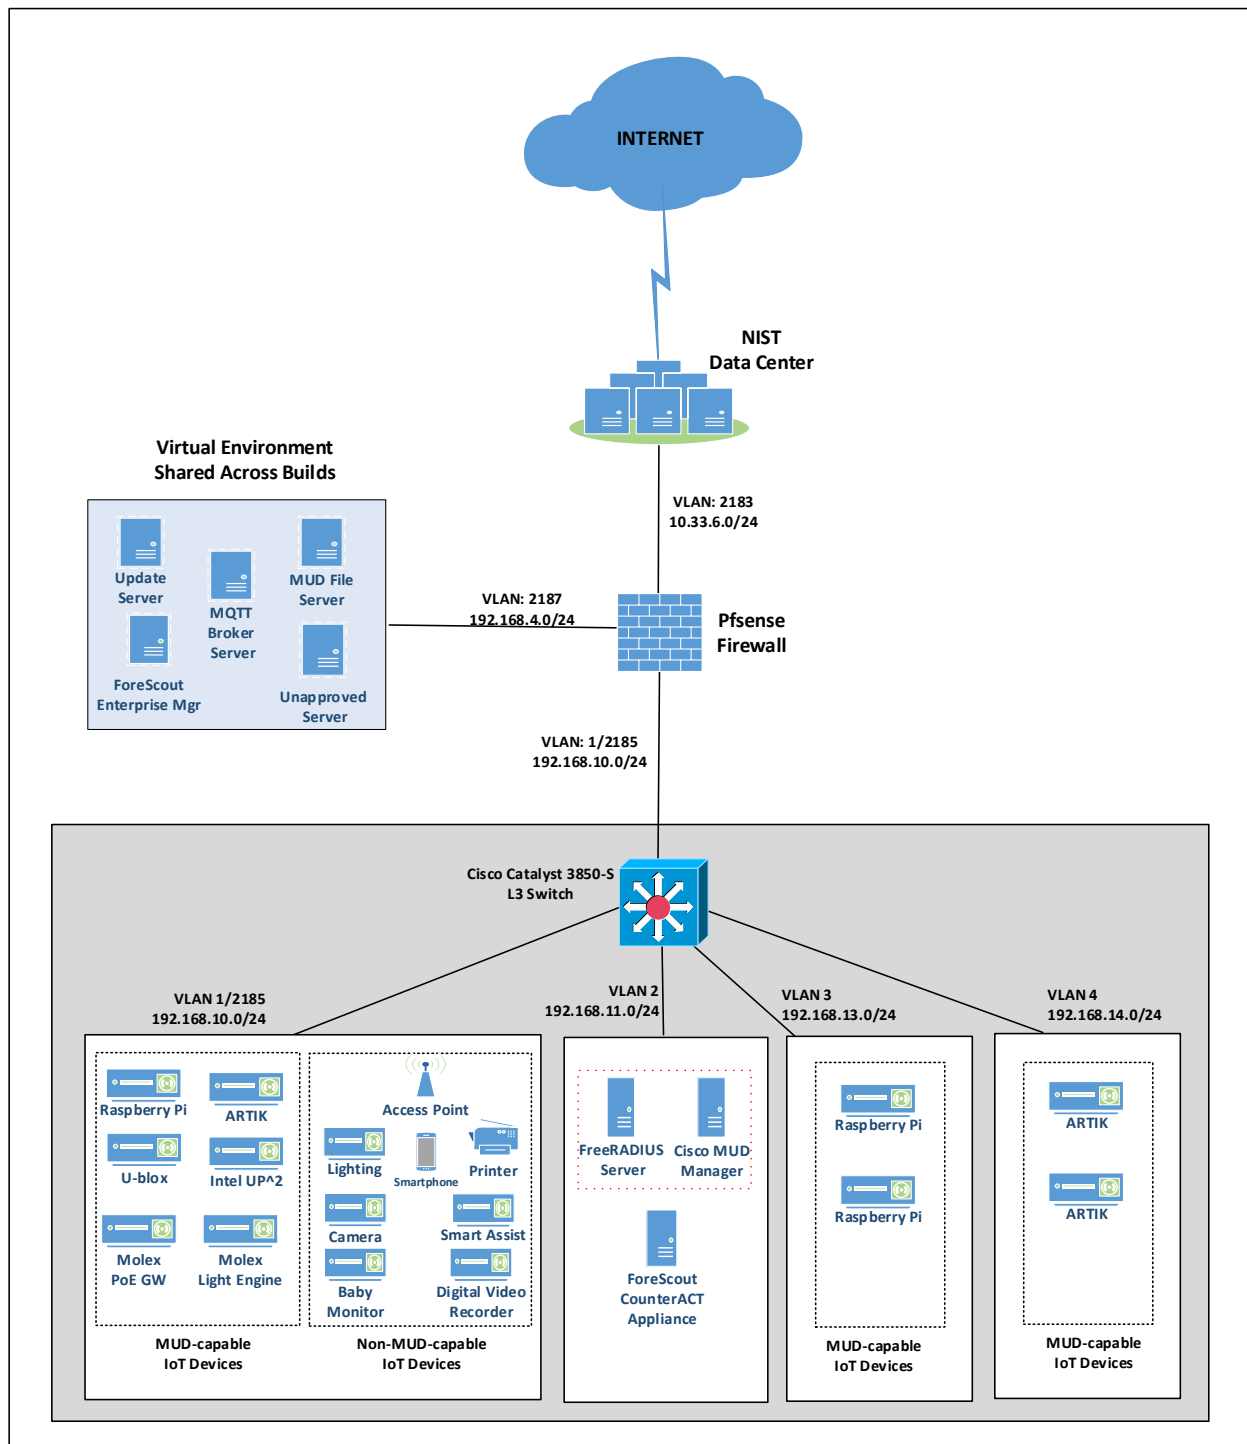 INTERNET
NIST
Data Center
Virtual Environment
Shared Across Builds
Update
Server
MQTT
Broker
Server
MUD File
Server
ForeScout
Enterprise Mgr
Unapproved
Server
VLAN: 2183
10.33.6.0/24
VLAN: 2187
192.168.4.0/24
Pfsense
Firewall
VLAN: 1/2185
192.168.10.0/24
Cisco Catalyst 3850-S
L3 Switch
VLAN 1/2185
192.168.10.0/24
VLAN 2
192.168.11.0/24
VLAN 3
192.168.13.0/24
VLAN 4
192.168.14.0/24
Raspberry Pi
ARTIK
U-blox
Intel UP^2
Molex
PoE GW
Molex
Light Engine
MUD-capable
IoT Devices
Access Point
Lighting
Smartphone
Printer
Camera
Smart Assist
Baby
Monitor
Digital Video
Recorder
Non-MUD-capable
IoT Devices
FreeRADIUS
Server
Cisco MUD
Manager
ForeScout
CounterACT
Appliance
Raspberry Pi
Raspberry Pi
MUD-capable
IoT Devices
ARTIK
ARTIK
MUD-capable
IoT Devices